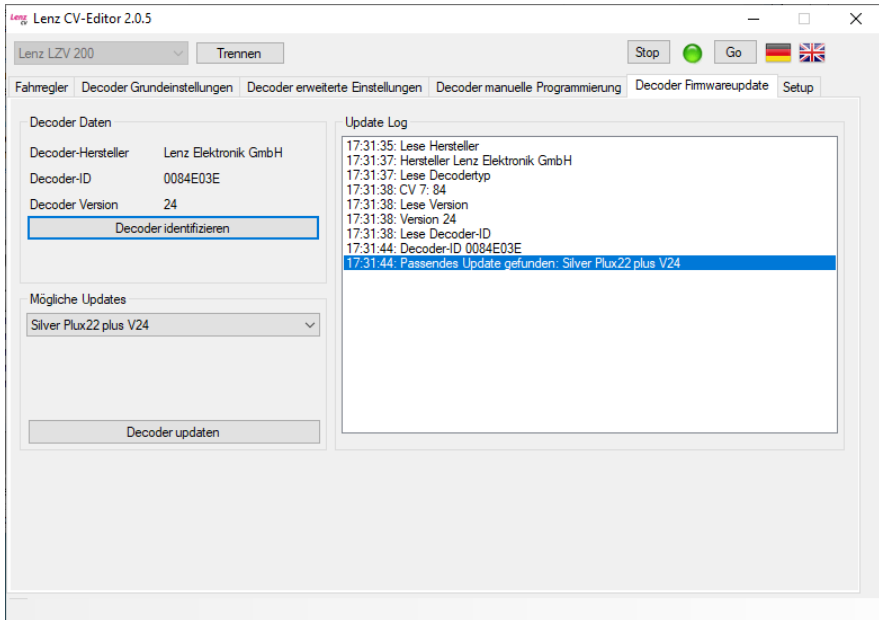 Lenz CV Lenz CV-Editor 2.0.5
Lenz LZV 200 Trennen Stop Go
Fahrregler Decoder Grundeinstellungen Decoder erweiterte Einstellungen Decoder manuelle Programmierung Decoder Firmwareupdate Setup
Decoder Daten
Decoder-Hersteller Lenz Elektronik GmbH
Decoder-ID 0084E03E
Decoder Version 24
Decoder identifizieren
Mögliche Updates
Silver Plux22 plus V24
Decoder updaten
Update Log
17:31:35: Lese Hersteller
17:31:37: Hersteller Lenz Elektronik GmbH
17:31:37: Lese Decodertyp
17:31:38: CV 7: 84
17:31:38: Lese Version
17:31:38: Version 24
17:31:38: Lese Decoder-ID
17:31:44: Decoder-ID 0084E03E
17:31:44: Passendes Update gefunden: Silver Plux22 plus V24